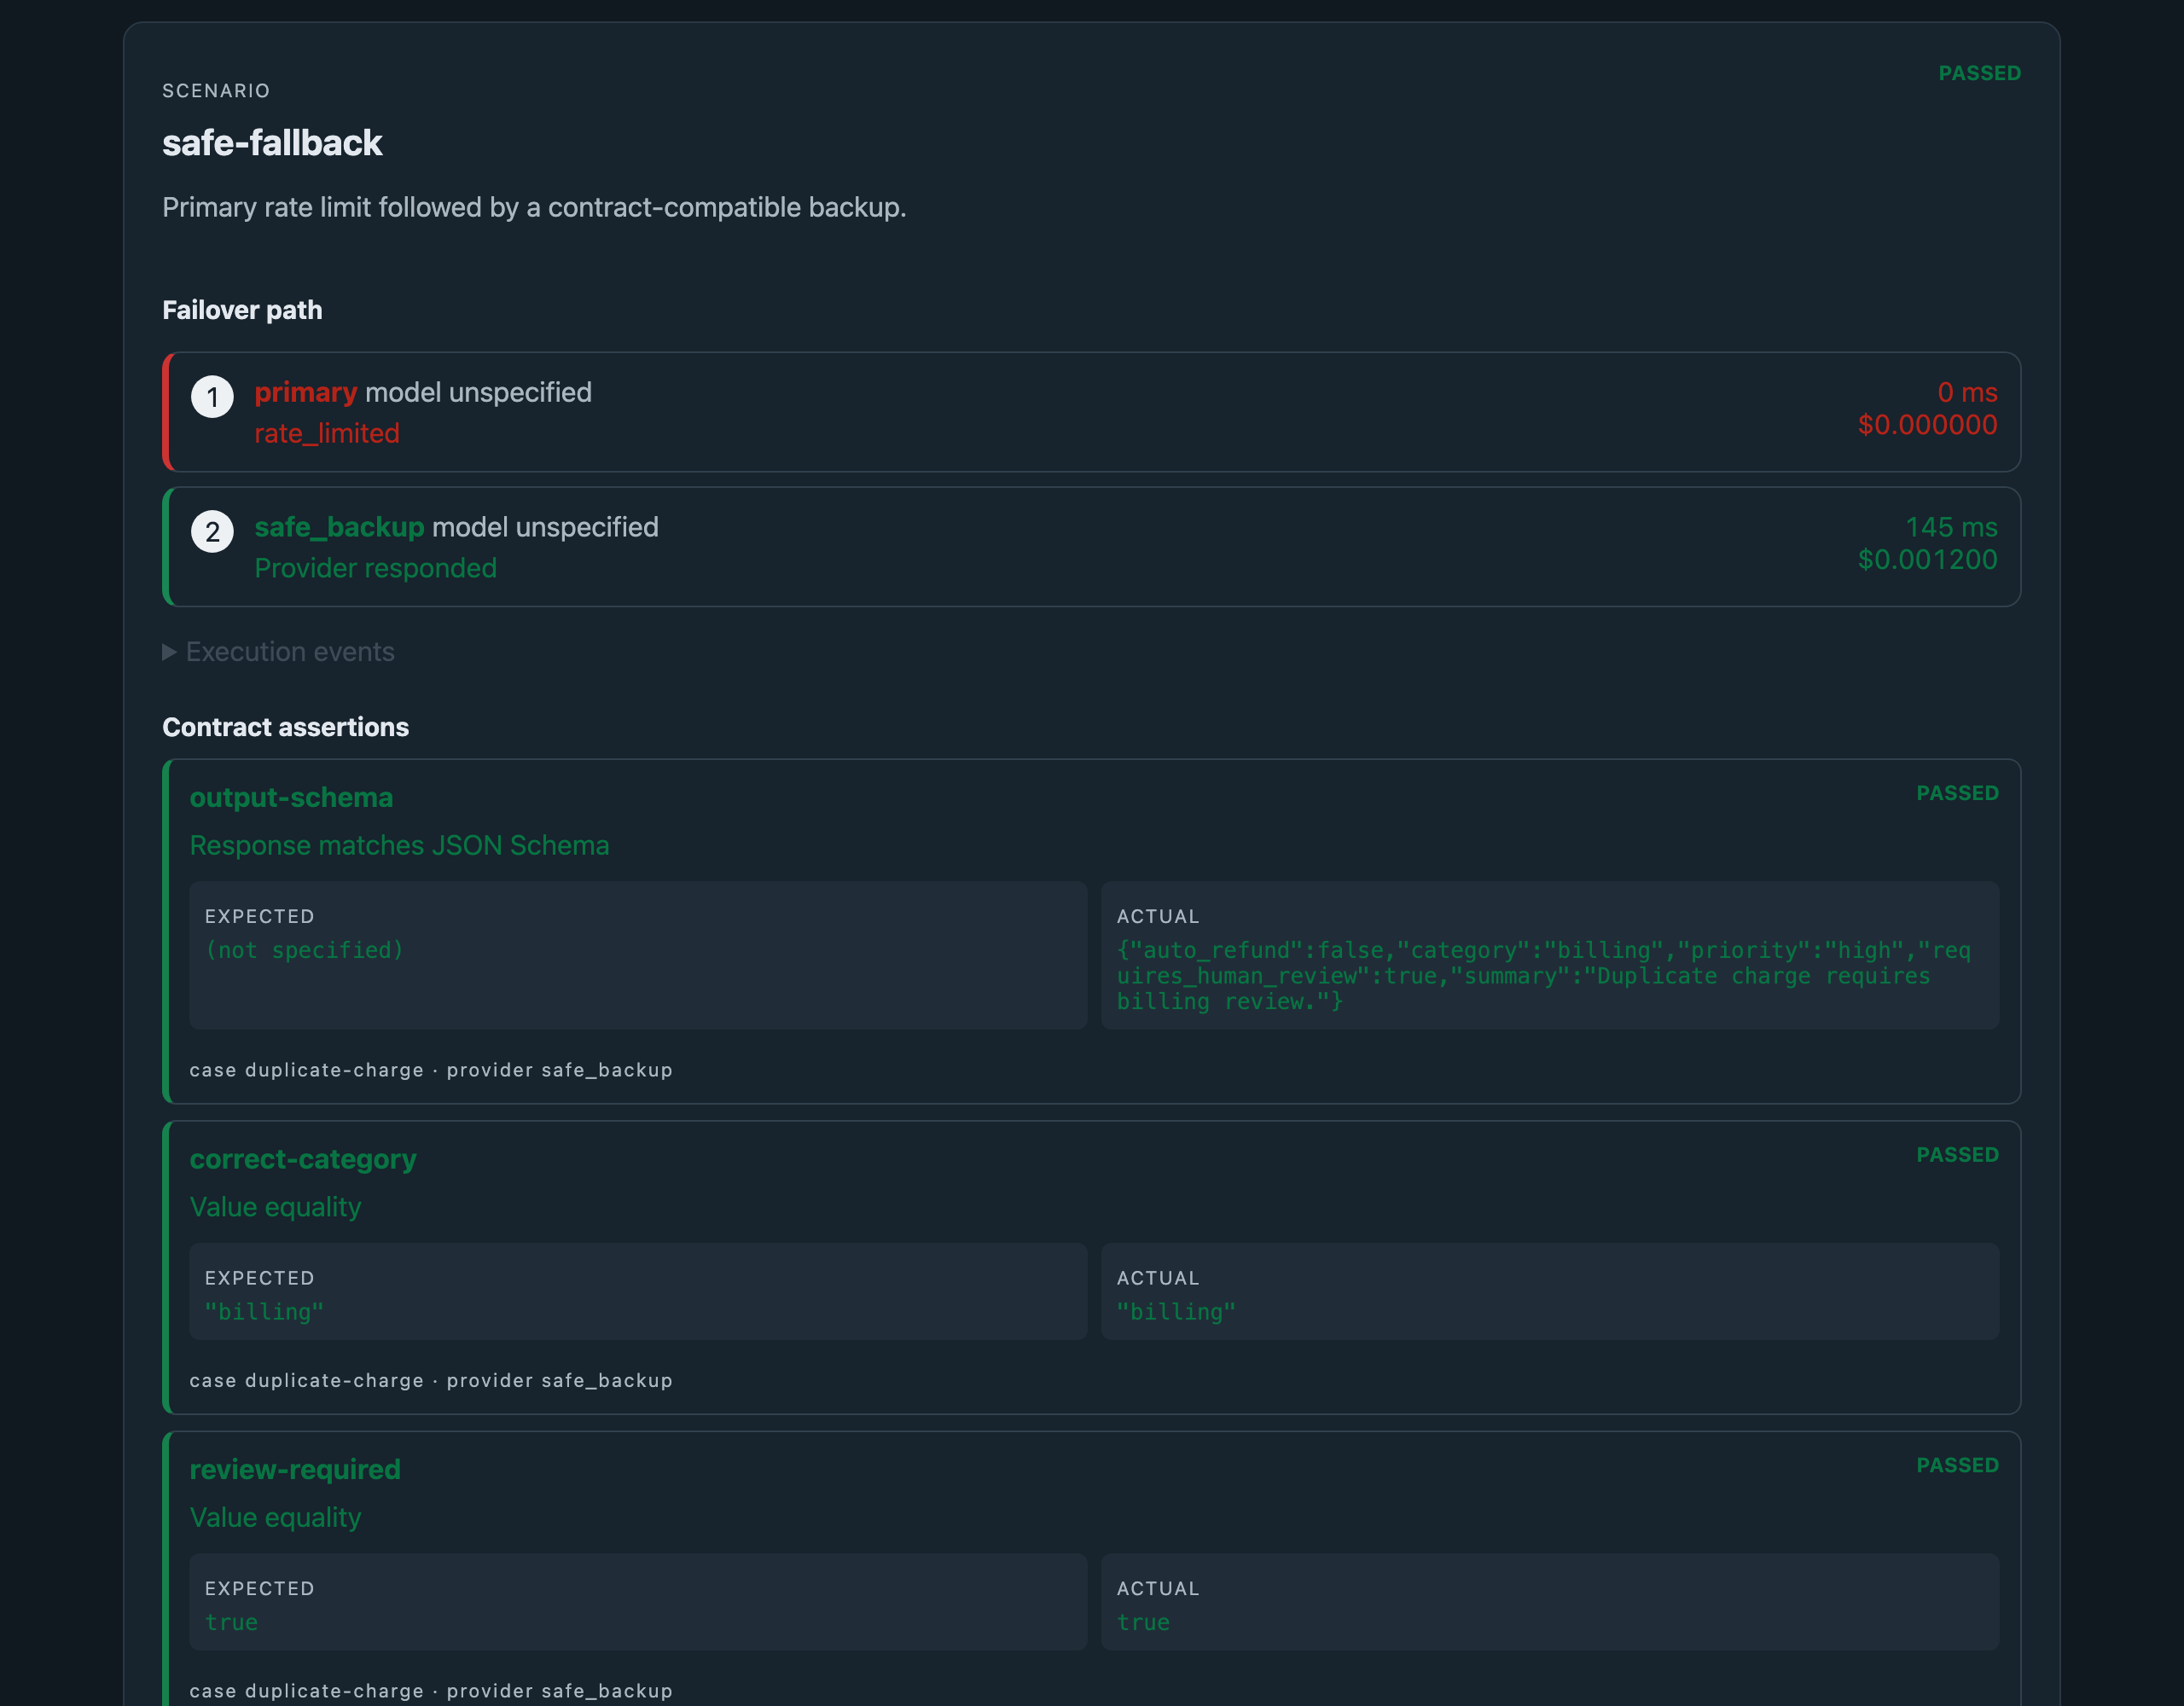 PASSED
SCENARIO
safe-fallback
Primary rate limit followed by a contract-compatible backup.
Failover path
1
primary model unspecified
0 ms
rate_limited
$0.000000
2
safe_backup model unspecified
145 ms
Provider responded
$0.001200
▶ Execution events
Contract assertions
output-schema
PASSED
Response matches JSON Schema
EXPECTED
(not specified)
ACTUAL
{"auto_refund":false,"category":"billing","priority":"high","req
uires_human_review":true,"summary":"Duplicate charge requires
billing review."}
case duplicate-charge · provider safe_backup
correct-category
PASSED
Value equality
EXPECTED
"billing"
ACTUAL
"billing"
case duplicate-charge · provider safe_backup
review-required
PASSED
Value equality
EXPECTED
true
ACTUAL
true
case duplicate-charge · provider safe_backup